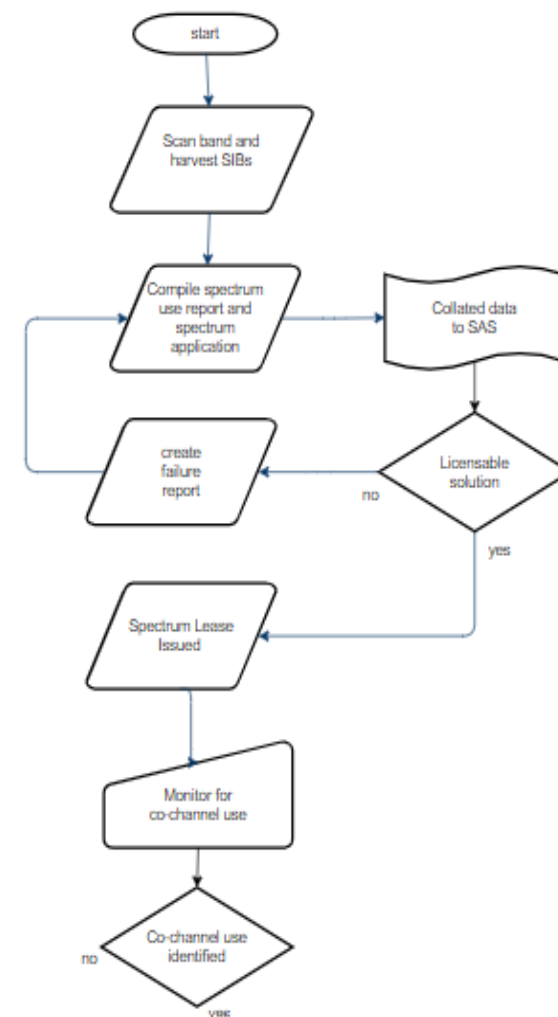 start
Scan band and
harvest SIBs
Compile spectrum
use report and
spectrum
application
Collated data
to SAS
create
failure
report
Licensable
solution
no
yes
Spectrum Lease
Issued
Monitor for
co-channel use
Co-channel use
identified
no
yes